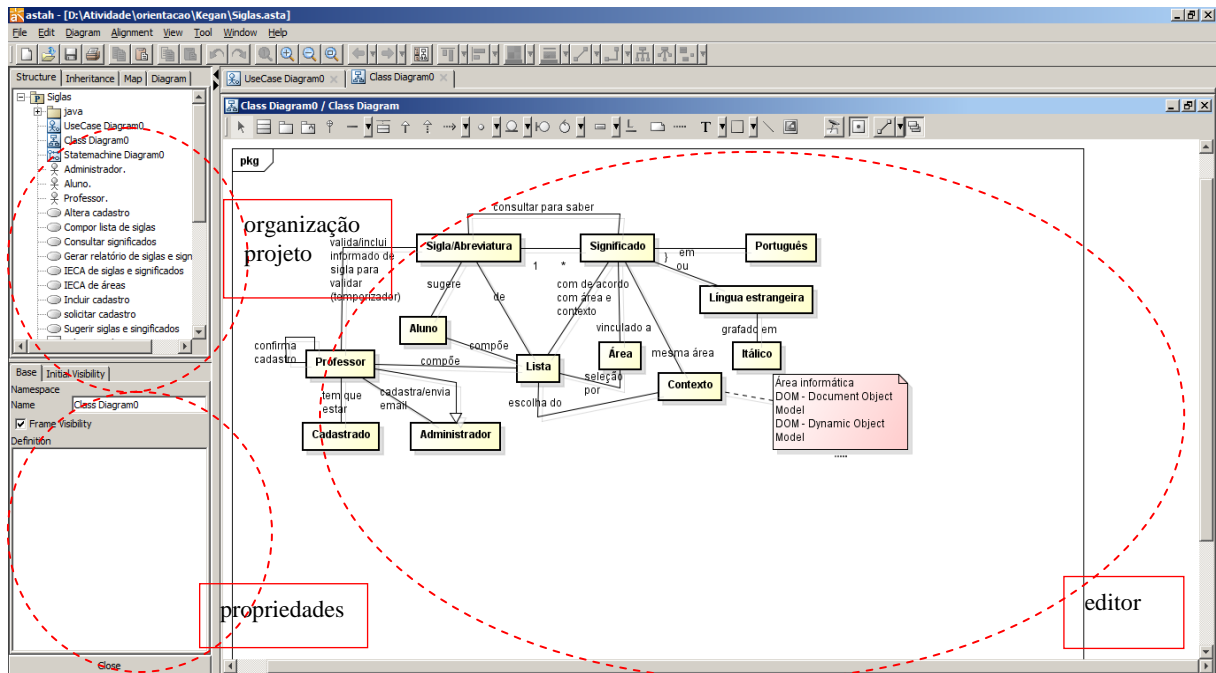 astah - [D:\Atividade\orientacao\Kegan\Siglas.asta]
File Edit Diagram Alignment View Tool Window Help
Structure Inheritance Map Diagram
Siglas
java
UseCase Diagram0
Class Diagram0
Statemachine Diagram0
Administrador.
Aluno.
Professor.
Altera cadastro
Compor lista de siglas
Consultar significados
Gerar relatório de siglas e sign
IECA de siglas e significados
IECA de áreas
Incluir cadastro
solicitar cadastro
Sugerir siglas e singificados
Base Initial Visibility
Namespace
Name Class Diagram0
Frame Visibility
Definition
Close
UseCase Diagram0 Class Diagram0
Class Diagram0 / Class Diagram
T
pkg
organização
projeto
consultar para saber
valida/inclui
informado de
sigla para
validar
(temporizador)
Sigla/Abreviatura
1 *
Significado
} em
ou
Português
sugere
de
com de acordo
com área e
contexto
Língua estrangeira
Aluno
vinculado a
grafado em
confirma
cadastro
Professor
compõe
compõe
Lista
Área
mesma área
Itálico
seleção
por
Contexto
tem que
estar
cadastra/envia
email
escolha do
Área informática
DOM - Document Object
Model
DOM - Dynamic Object
Model
.....
Cadastrado
Administrador
propriedades
editor